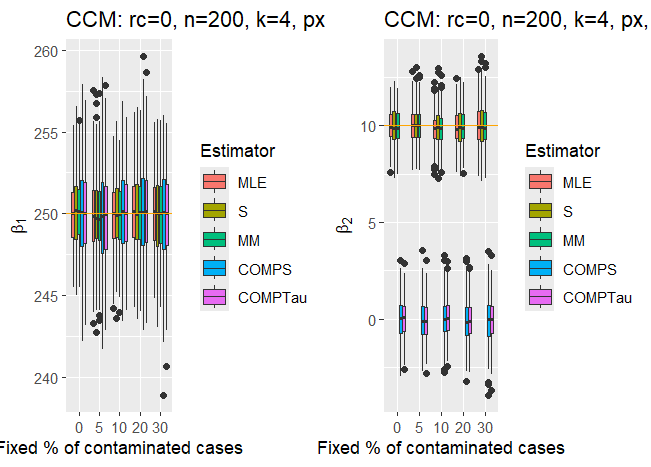 CCM: rc=0, n=200, k=4, px
260
255
250
245
240
β1
0 5 10 20 30
Fixed % of contaminated cases
Estimator
MLE
S
MM
COMPS
COMPTau
CCM: rc=0, n=200, k=4, px,
10
5
0
β2
0 5 10 20 30
Fixed % of contaminated cases
Estimator
MLE
S
MM
COMPS
COMPTau